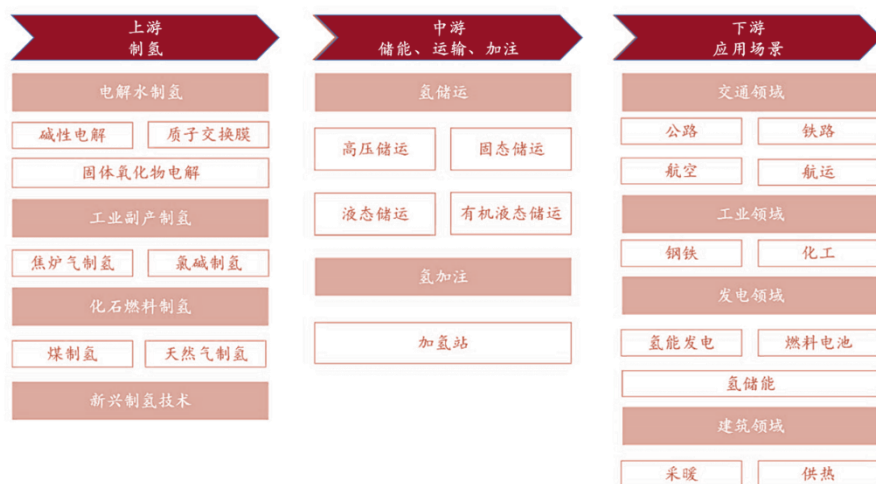 上游
制氢
电解水制氢
碱性电解
质子交换膜
固体氧化物电解
工业副产制氢
焦炉气制氢
氯碱制氢
化石燃料制氢
煤制氢
天然气制氢
新兴制氢技术
中游
储能、运输、加注
氢储运
高压储运
固态储运
液态储运
有机液态储运
氢加注
加氢站
下游
应用场景
交通领域
公路
铁路
航空
航运
工业领域
钢铁
化工
发电领域
氢能发电
燃料电池
氢储能
建筑领域
采暖
供热